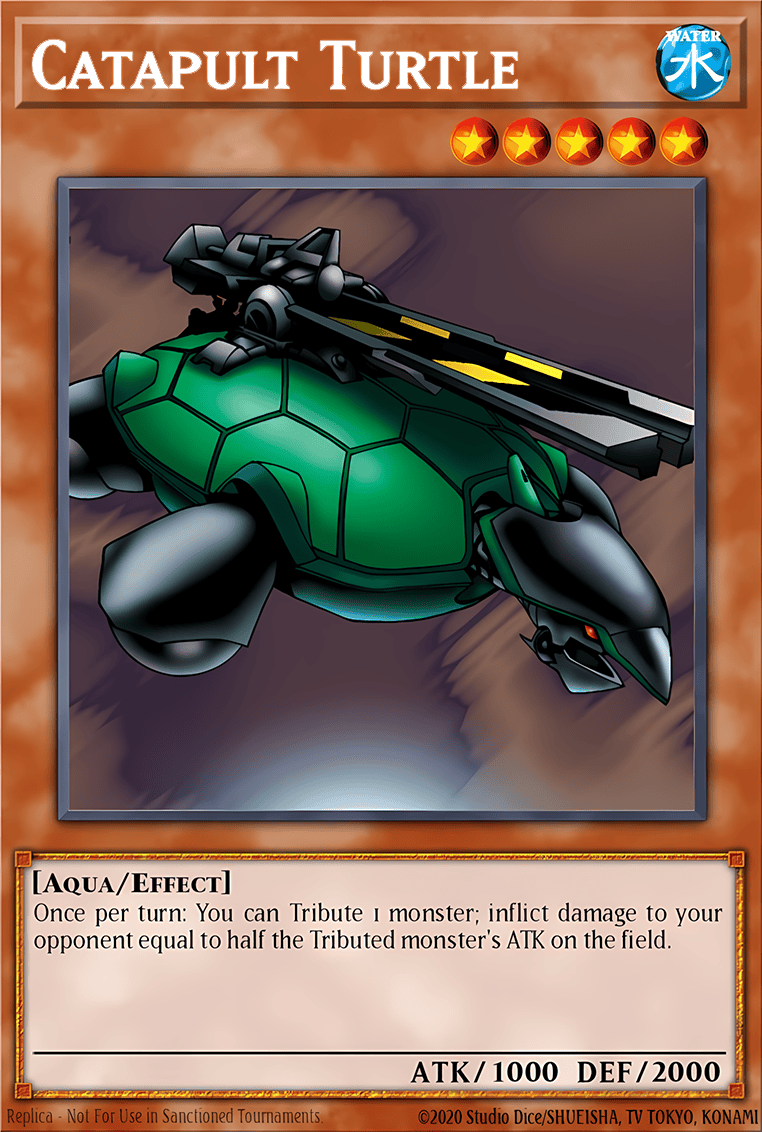 CATAPULT TURTLE
WATER
水
[AQUA/EFFECT]
Once per turn: You can Tribute 1 monster; inflict damage to your
opponent equal to half the Tributed monster's ATK on the field.
ATK/1000 DEF/2000
Replica - Not For Use in Sanctioned Tournaments.
©2020 Studio Dice/SHUEISHA, TV TOKYO, KONAMI